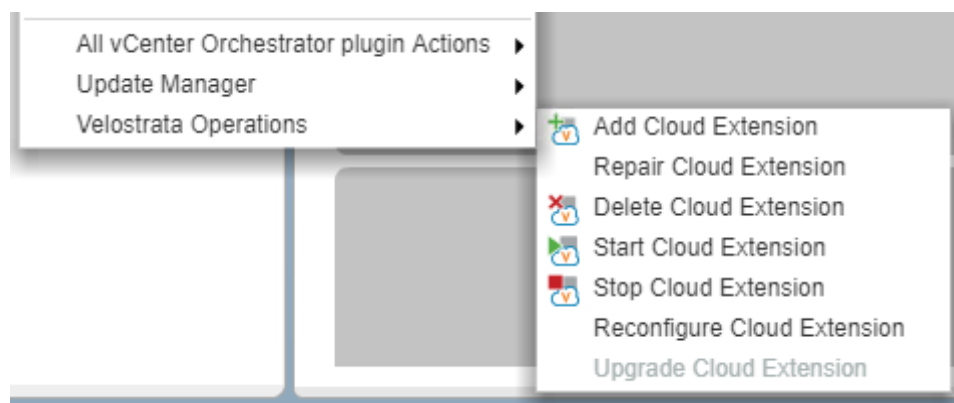 All vCenter Orchestrator plugin Actions
Update Manager
Velostrata Operations
Add Cloud Extension
Repair Cloud Extension
Delete Cloud Extension
Start Cloud Extension
Stop Cloud Extension
Reconfigure Cloud Extension
Upgrade Cloud Extension